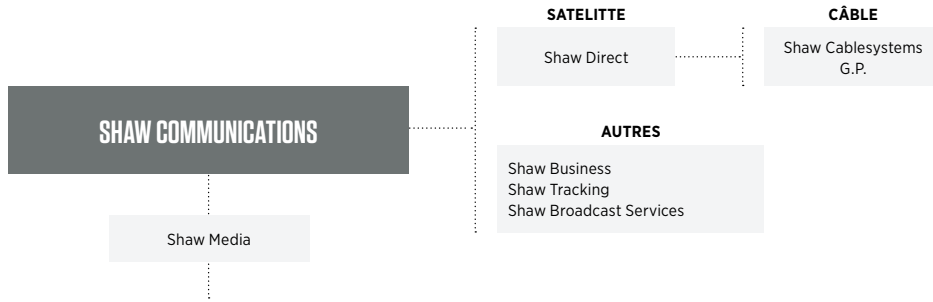 SATELITTE
Shaw Direct
CÂBLE
Shaw Cablesystems
G.P.
SHAW COMMUNICATIONS
AUTRES
Shaw Business
Shaw Tracking
Shaw Broadcast Services
Shaw Media